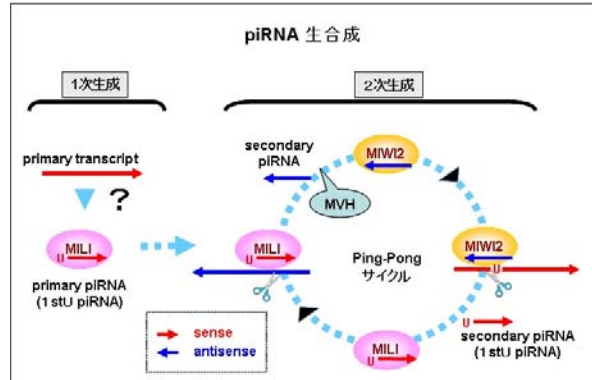 piRNA 生合成
1次生成
2次生成
primary transcript
?
MILI
U
primary piRNA
(1stU piRNA)
secondary
piRNA
MIWI2
MVH
MILI
U
Ping-Pong
サイクル
MIWI2
U
U
secondary piRNA
(1stU piRNA)
MILI
U
sense
antisense